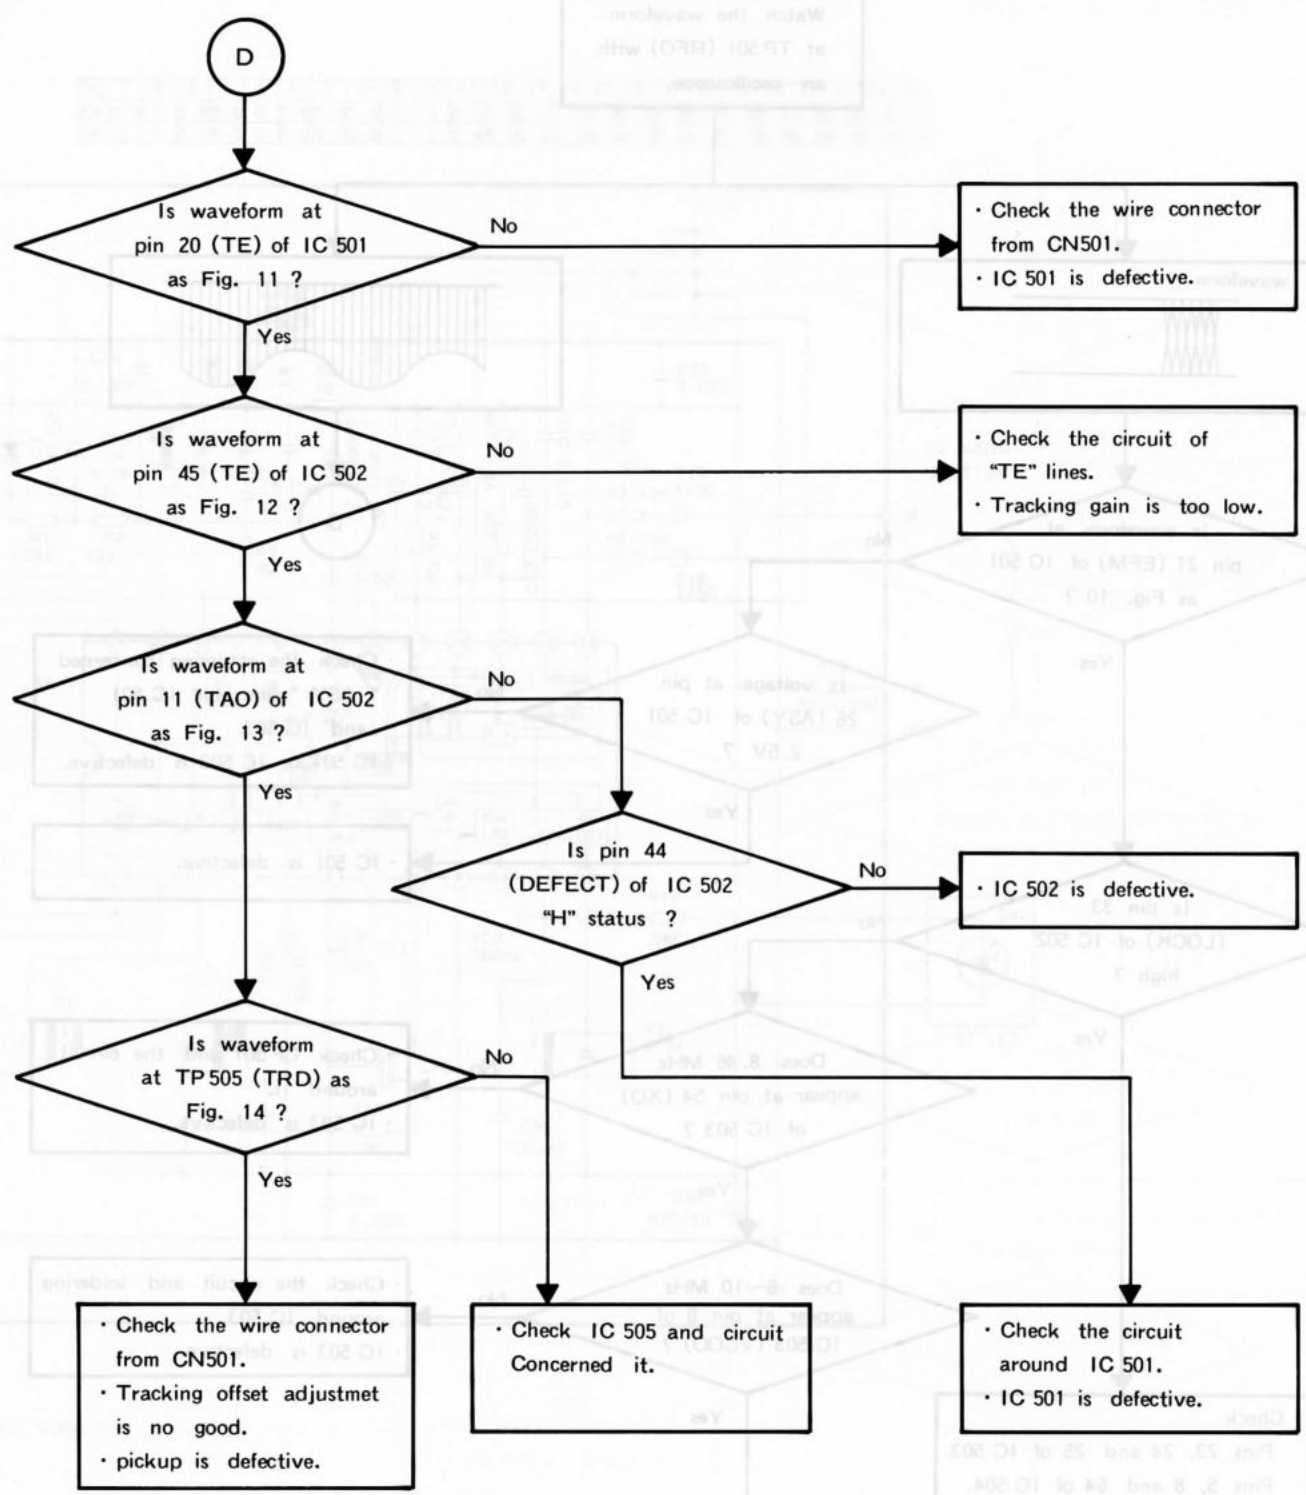 D
Is waveform at
pin 20 (TE) of IC 501
as Fig. 11 ?
No
· Check the wire connector
from CN501.
· IC 501 is defective.
Yes
Is waveform at
pin 45 (TE) of IC 502
as Fig. 12 ?
No
· Check the circuit of
“TE” lines.
· Tracking gain is too low.
Yes
Is waveform at
pin 11 (TAO) of IC 502
as Fig. 13 ?
No
Yes
Is pin 44
(DEFECT) of IC 502
“H” status ?
No
· IC 502 is defective.
Yes
Is waveform
at TP 505 (TRD) as
Fig. 14 ?
No
Yes
· Check the wire connector
from CN501.
· Tracking offset adjustmet
is no good.
· pickup is defective.
· Check IC 505 and circuit
Concerned it.
· Check the circuit
around IC 501.
· IC 501 is defective.